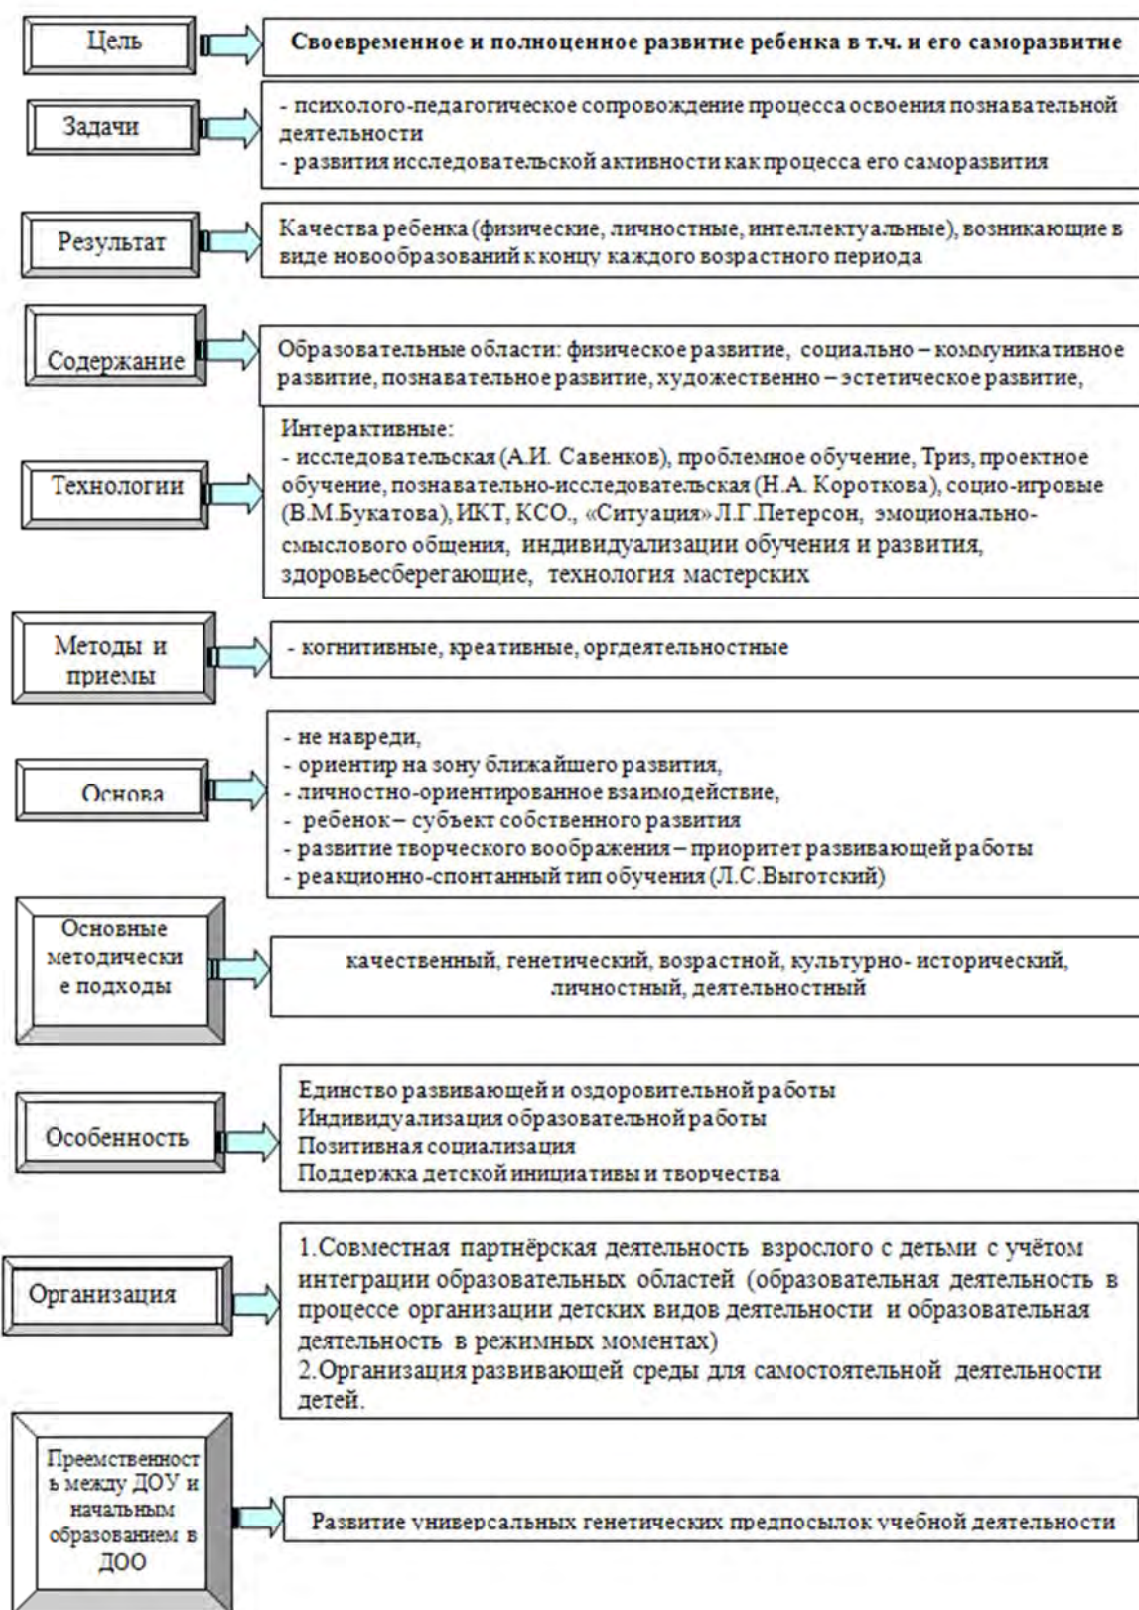 Цель
Своевременное и полноценное развитие ребенка в т.ч. и его саморазвитие
Задачи
- психолого-педагогическое сопровождение процесса освоения познавательной
деятельности
- развития исследовательской активности как процесса его саморазвития
Результат
Качества ребенка (физические, личностные, интеллектуальные), возникающие в
виде новообразований к концу каждого возрастного периода
Содержание
Образовательные области: физическое развитие, социально – коммуникативное
развитие, познавательное развитие, художественно – эстетическое развитие,
Технологии
Интерактивные:
- исследовательская (А.И. Савенков), проблемное обучение, Триз, проектное
обучение, познавательно-исследовательская (Н.А. Короткова), социо-игровые
(В.М.Букатова), ИКТ, КСО., «Ситуация» Л.Г.Петерсон, эмоционально-
смыслового общения, индивидуализации обучения и развития,
здоровьесберегающие, технология мастерских
Методы и
приемы
- когнитивные, креативные, оргдеятельностные
Основа
- не навреди,
- ориентир на зону ближайшего развития,
- личностно-ориентированное взаимодействие,
- ребенок – субъект собственного развития
- развитие творческого воображения – приоритет развивающей работы
- реакционно-спонтанный тип обучения (Л.С.Выготский)
Основные
методически
е подходы
качественный, генетический, возрастной, культурно- исторический,
личностный, деятельностный
Особенность
Единство развивающей и оздоровительной работы
Индивидуализация образовательной работы
Позитивная социализация
Поддержка детской инициативы и творчества
Организация
1.Совместная партнёрская деятельность взрослого с детьми с учётом
интеграции образовательных областей (образовательная деятельность в
процессе организации детских видов деятельности и образовательная
деятельность в режимных моментах)
2.Организация развивающей среды для самостоятельной деятельности
детей.
Преемственност
ь между ДОУ и
начальным
образованием в
ДОО
Развитие универсальных генетических предпосылок учебной деятельности